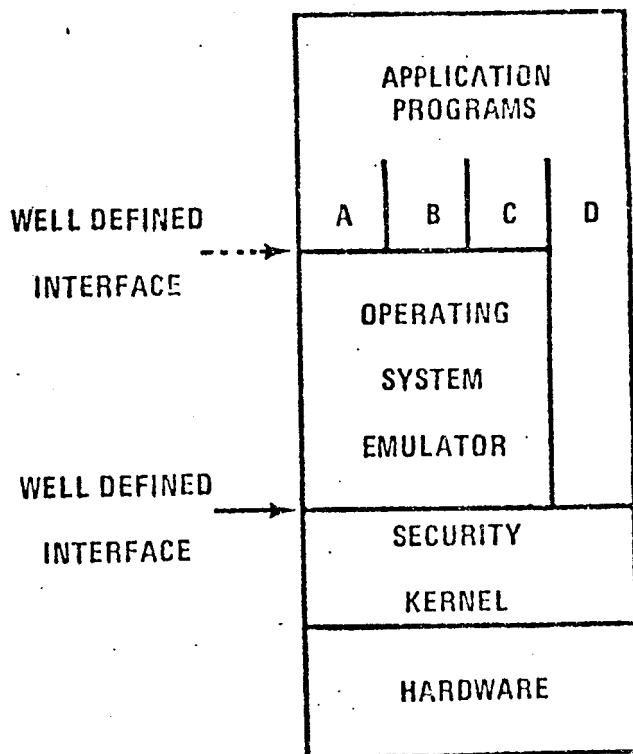 APPLICATION
PROGRAMS
A B C D
WELL DEFINED
INTERFACE
OPERATING
SYSTEM
EMULATOR
WELL DEFINED
INTERFACE
SECURITY
KERNEL
HARDWARE